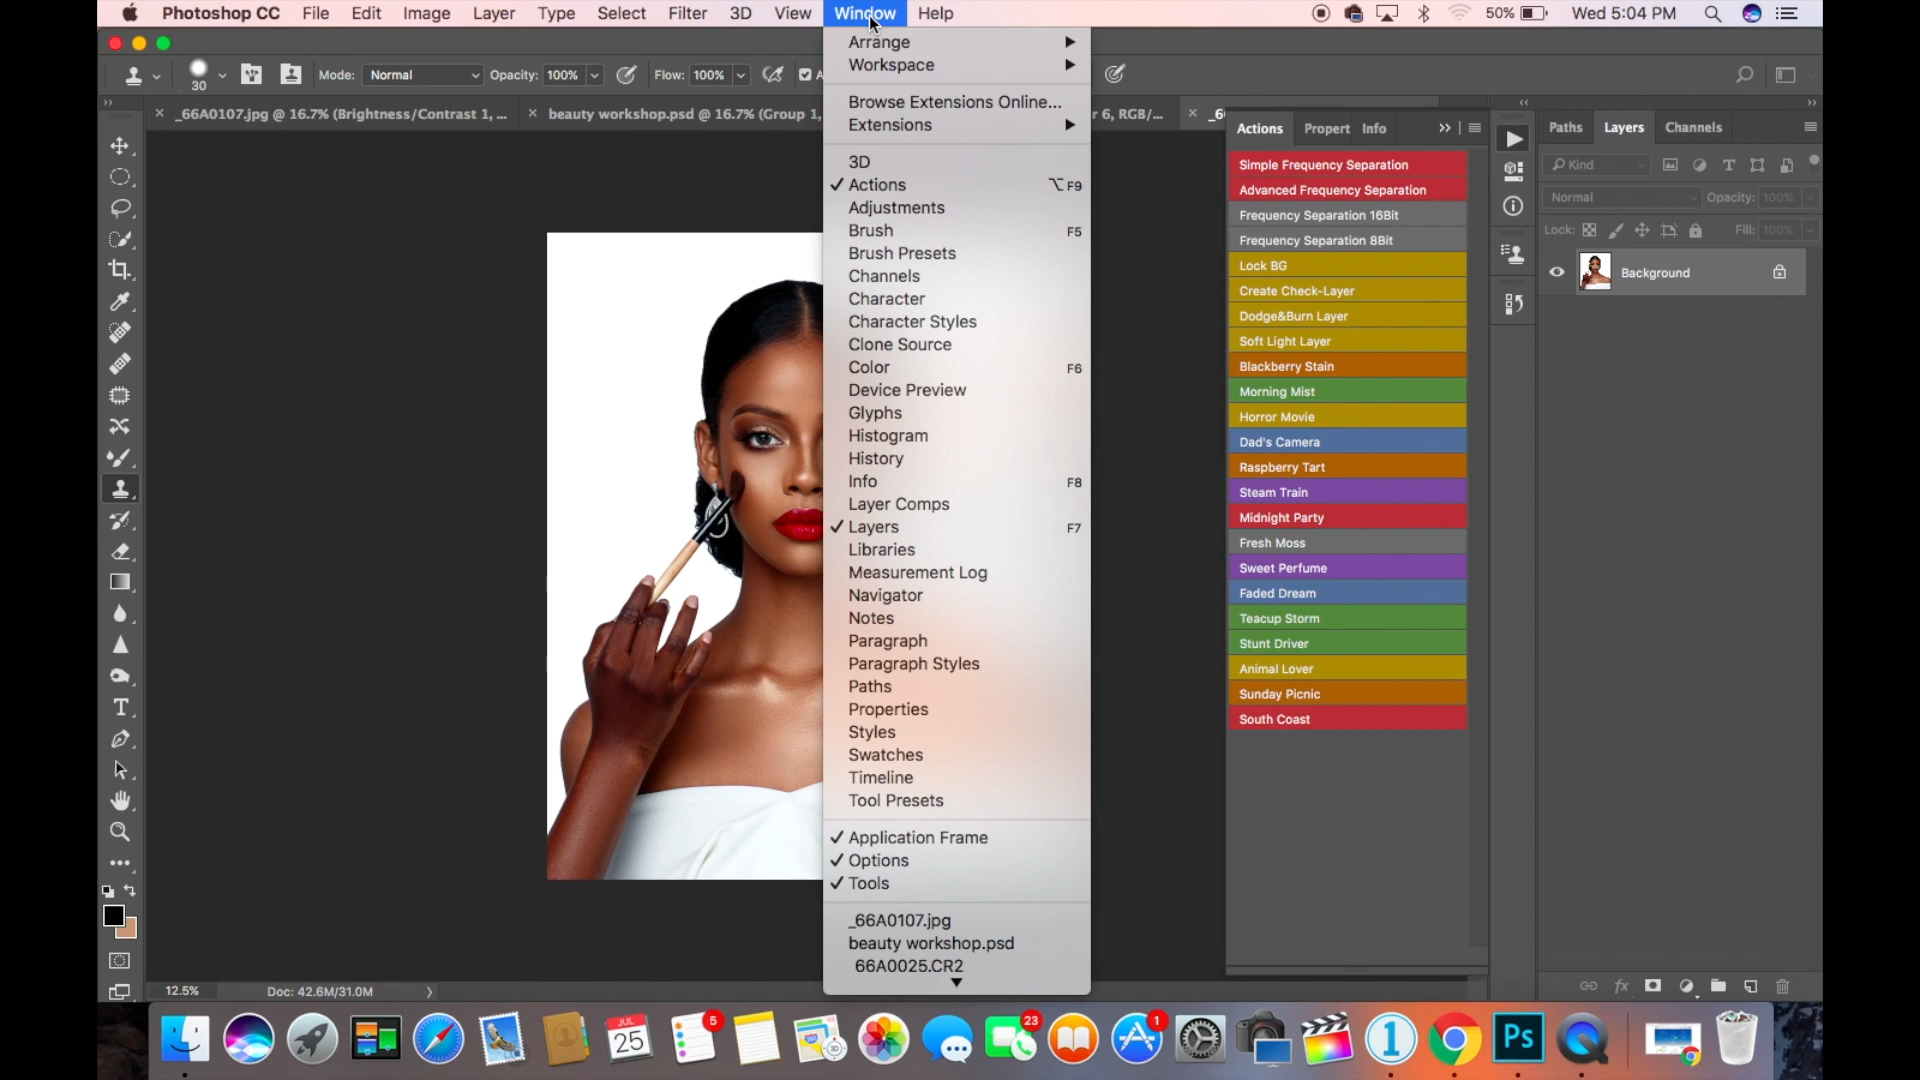 Photoshop CC File Edit Image Layer Type Select Filter 3D View Window Help 50% Wed 5:04 PM
30 Mode: Normal Opacity: 100% Flow: 100%
_66A0107.jpg @ 16.7% (Brightness/Contrast 1, ... beauty workshop.psd @ 16.7% (Group 1, r 6, RGB/...
Arrange
Workspace
Browse Extensions Online...
Extensions
3D
Actions F9
Adjustments
Brush F5
Brush Presets
Channels
Character
Character Styles
Clone Source
Color F6
Device Preview
Glyphs
Histogram
History
Info F8
Layer Comps
Layers F7
Libraries
Measurement Log
Navigator
Notes
Paragraph
Paragraph Styles
Paths
Properties
Styles
Swatches
Timeline
Tool Presets
Application Frame
Options
Tools
_66A0107.jpg
beauty workshop.psd
66A0025.CR2
Actions Propert Info
Simple Frequency Separation
Advanced Frequency Separation
Frequency Separation 16Bit
Frequency Separation 8Bit
Lock BG
Create Check-Layer
Dodge&Burn Layer
Soft Light Layer
Blackberry Stain
Morning Mist
Horror Movie
Dad's Camera
Raspberry Tart
Steam Train
Midnight Party
Fresh Moss
Sweet Perfume
Faded Dream
Teacup Storm
Stunt Driver
Animal Lover
Sunday Picnic
South Coast
Paths Layers Channels
Kind
Normal Opacity: 100%
Lock: Fill: 100%
Background
fx
12.5% Doc: 42.6M/31.0M
JUL
25
5
23
1
1
Ps